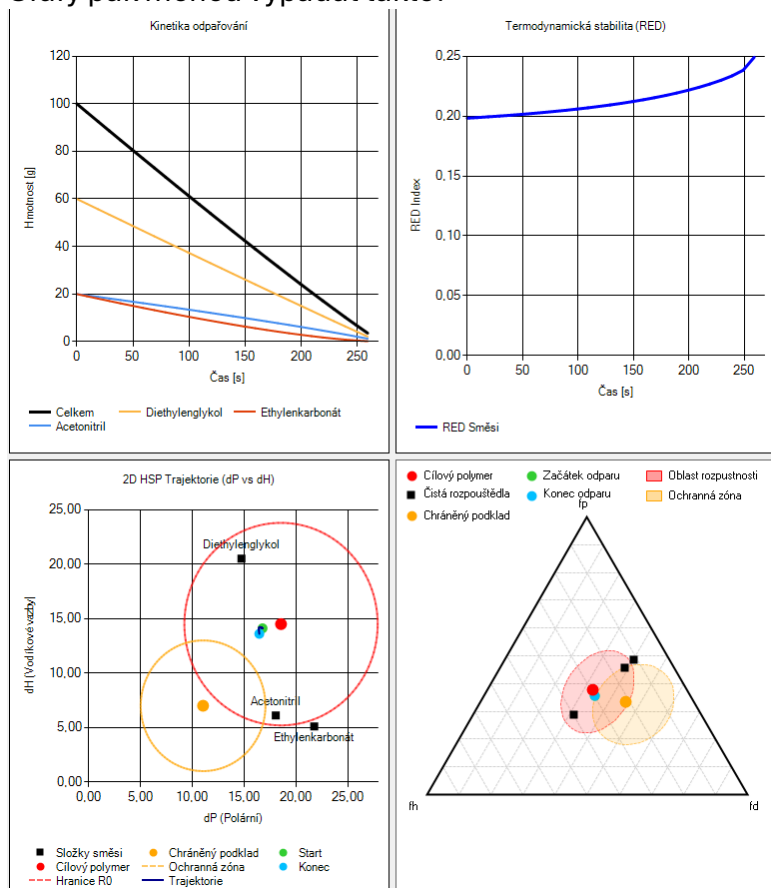 Grafy pak mohou vypadat takto:
Kinetika odpařování
120
100
80
60
40
20
0
Hmotnost [g]
0 50 100 150 200 250
Čas [s]
Celkem Diethylenglykol Ethylenkarbonát
Acetonitril
Termodynamická stabilita (RED)
0,25
0,20
0,15
0,10
0,05
0,00
RED Index
0 50 100 150 200 250
Čas [s]
RED Směsi
2D HSP Trajektorie (dP vs dH)
25.00
20.00
15.00
10.00
5.00
0.00
dH (Vodíkové vazby)
Diethylenglykol
Acetonitril
Ethylenkarbonát
0,00 5,00 10,00 15,00 20,00 25,00
dP (Polární)
Složky směsi Chráněný podklad Start
Cílový polymer Ochranná zóna Konec
Hranice R0 Trajektorie
Cílový polymer Začátek odparu Oblast rozpustnosti
Čistá rozpouštědla Konec odparu Ochranná zóna
Chráněný podklad
fp
fh fd